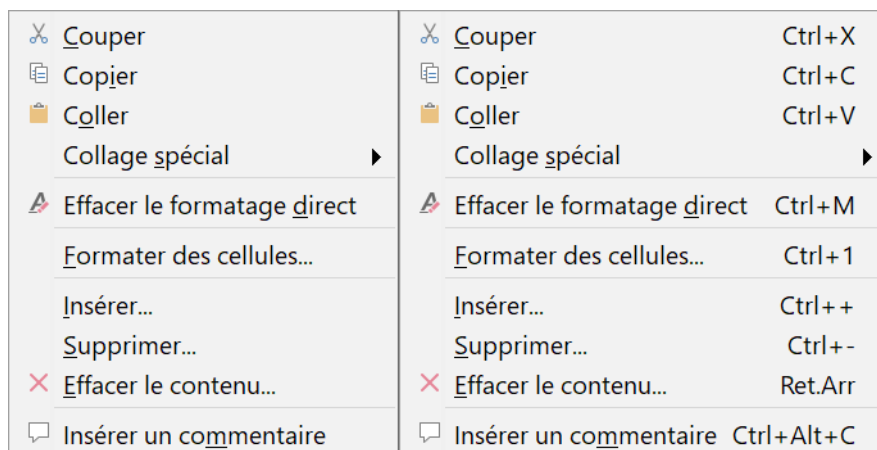 Couper
Copier
Coller
Collage spécial
Effacer le formatage direct
Formater des cellules...
Insérer...
Supprimer...
Effacer le contenu...
Insérer un commentaire
Couper Ctrl+X
Copier Ctrl+C
Coller Ctrl+V
Collage spécial
Effacer le formatage direct Ctrl+M
Formater des cellules... Ctrl+1
Insérer... Ctrl++
Supprimer... Ctrl+-
Effacer le contenu... Ret.Arr
Insérer un commentaire Ctrl+Alt+C